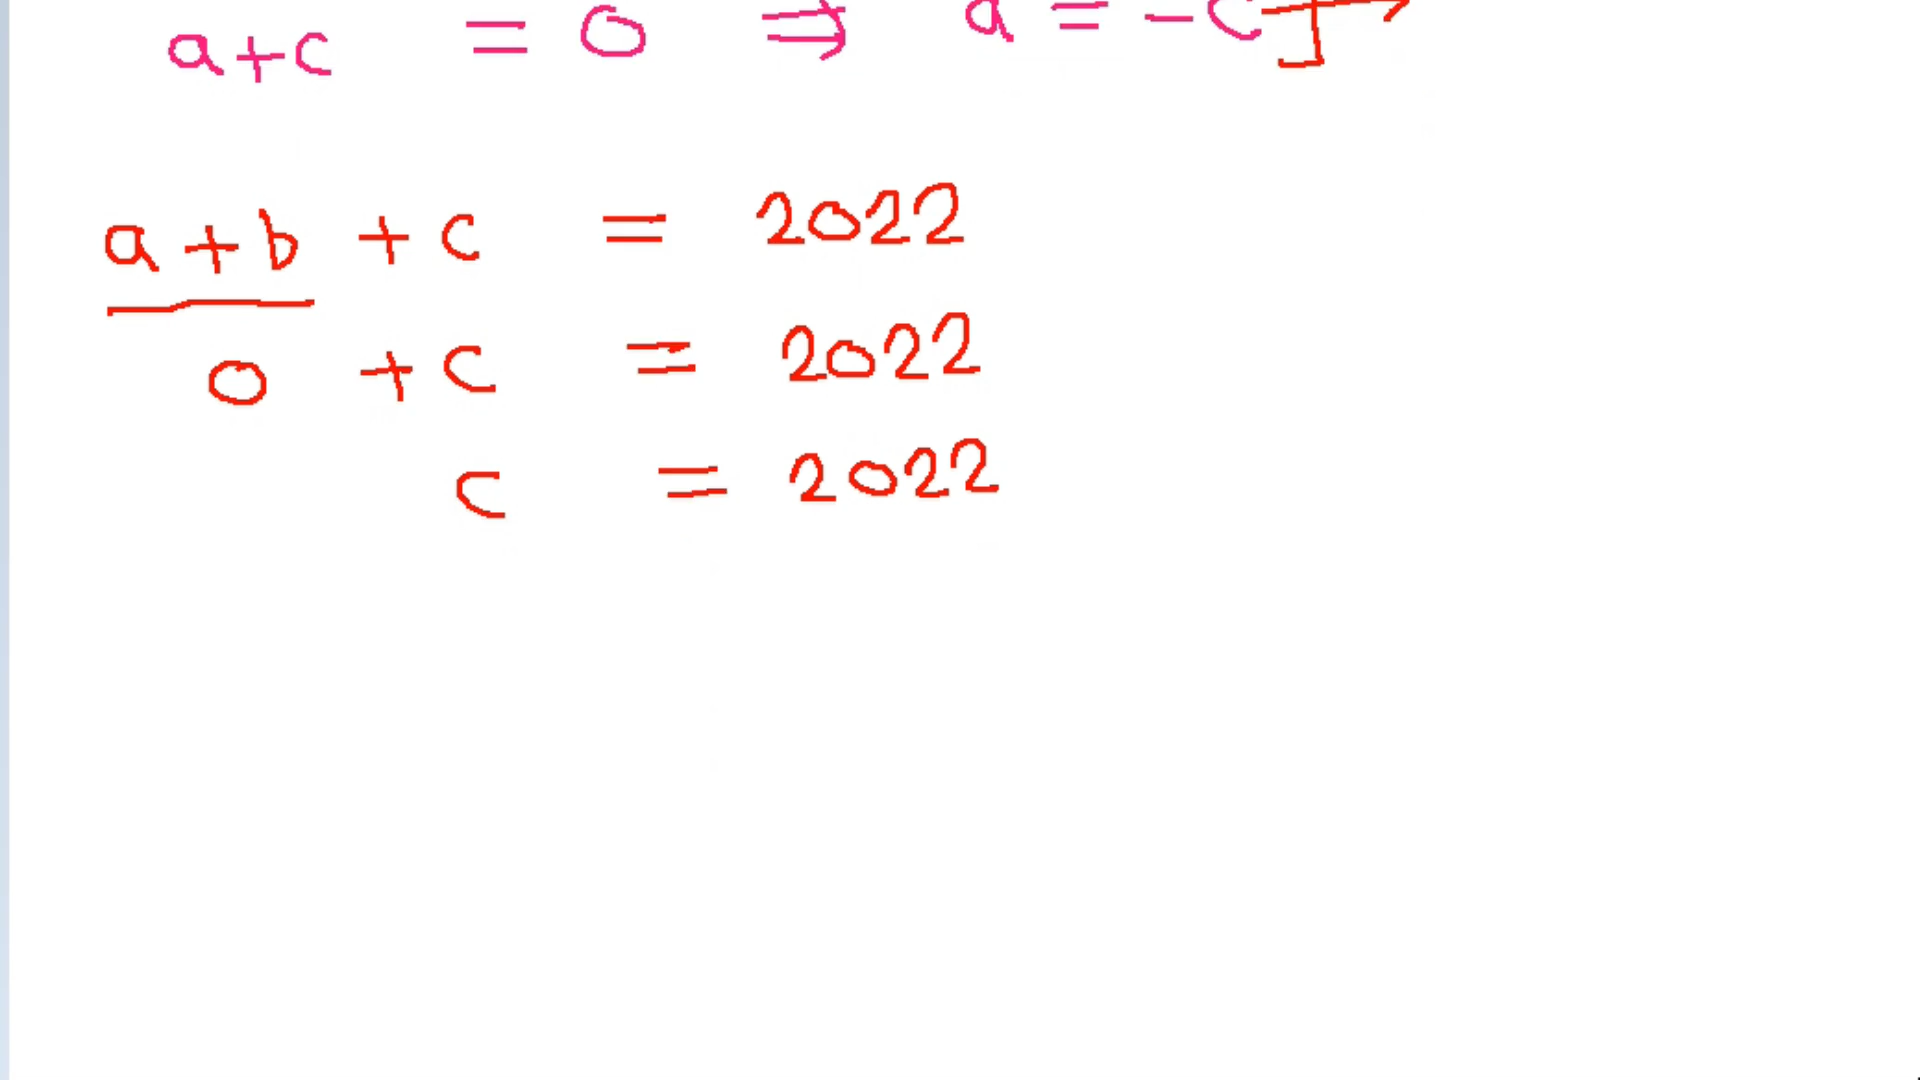 a+c = 0 ⇒ a = -c
a + b + c = 2022
0 + c = 2022
c = 2022